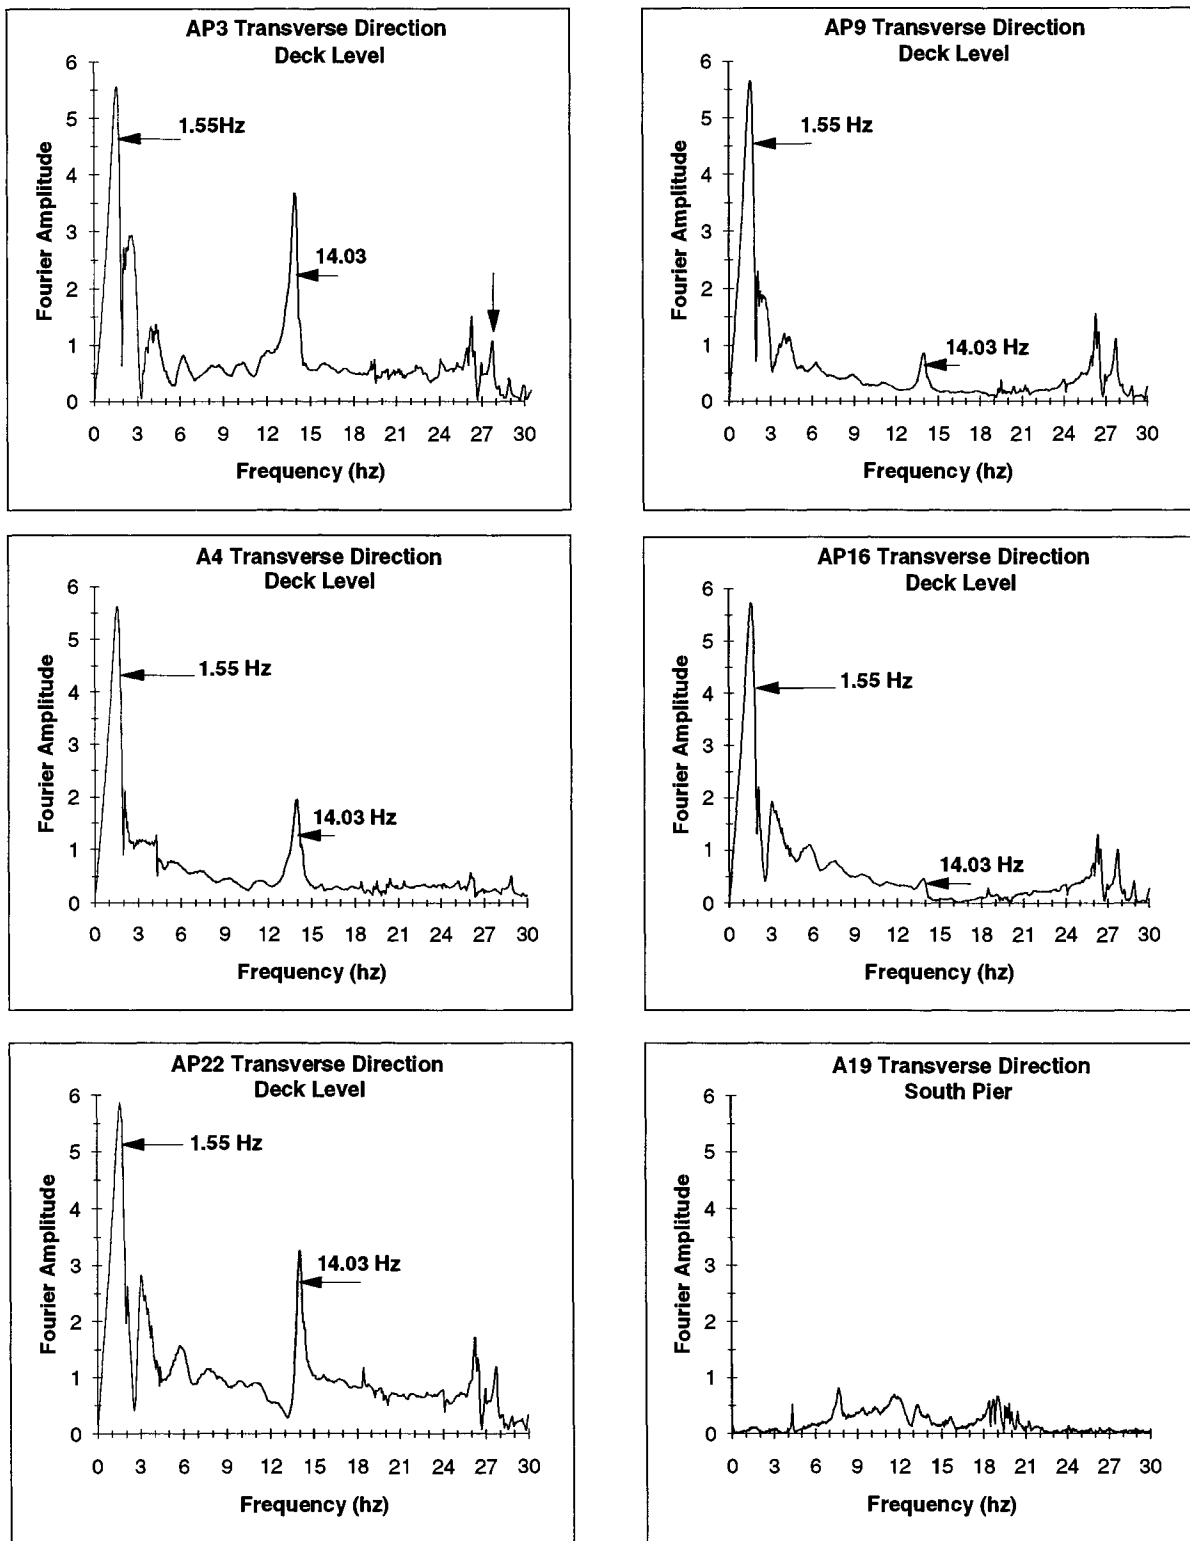 AP3 Transverse Direction
Deck Level
Fourier Amplitude
6
5
4
3
2
1
0
1.55Hz
14.03
0 3 6 9 12 15 18 21 24 27 30
Frequency (hz)
AP9 Transverse Direction
Deck Level
Fourier Amplitude
6
5
4
3
2
1
0
1.55 Hz
14.03 Hz
0 3 6 9 12 15 18 21 24 27 30
Frequency (hz)
A4 Transverse Direction
Deck Level
Fourier Amplitude
6
5
4
3
2
1
0
1.55 Hz
14.03 Hz
0 3 6 9 12 15 18 21 24 27 30
Frequency (hz)
AP16 Transverse Direction
Deck Level
Fourier Amplitude
6
5
4
3
2
1
0
1.55 Hz
14.03 Hz
0 3 6 9 12 15 18 21 24 27 30
Frequency (hz)
AP22 Transverse Direction
Deck Level
Fourier Amplitude
6
5
4
3
2
1
0
1.55 Hz
14.03 Hz
0 3 6 9 12 15 18 21 24 27 30
Frequency (hz)
A19 Transverse Direction
South Pier
Fourier Amplitude
6
5
4
3
2
1
0
0 3 6 9 12 15 18 21 24 27 30
Frequency (hz)